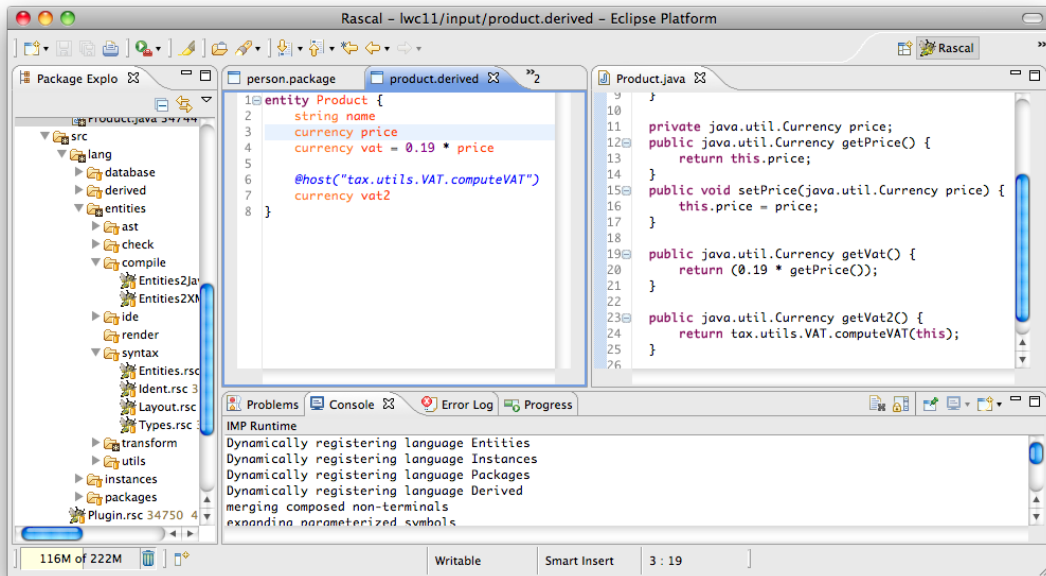 Rascal – lwc11/input/product.derived – Eclipse Platform
Rascal
»
Package Explo
person.package
product.derived
»2
Product.java
Product.java 34744
src
lang
database
derived
entities
ast
check
compile
Entities2Ja
Entities2XM
ide
render
syntax
Entities.rsc
Ident.rsc 3
Layout.rsc
Types.rsc
transform
utils
instances
packages
Plugin.rsc 34750 4
1 entity Product {
2 string name
3 currency price
4 currency vat = 0.19 * price
5
6 @host("tax.utils.VAT.computeVAT")
7 currency vat2
8 }
9 }
10
11 private java.util.Currency price;
12 public java.util.Currency getPrice() {
13 return this.price;
14 }
15 public void setPrice(java.util.Currency price) {
16 this.price = price;
17 }
18
19 public java.util.Currency getVat() {
20 return (0.19 * getPrice());
21 }
22
23 public java.util.Currency getVat2() {
24 return tax.utils.VAT.computeVAT(this);
25 }
26
Problems
Console
Error Log
Progress
IMP Runtime
Dynamically registering language Entities
Dynamically registering language Instances
Dynamically registering language Packages
Dynamically registering language Derived
merging composed non-terminals
expanding parameterized symbols
116M of 222M
Writable
Smart Insert
3 : 19